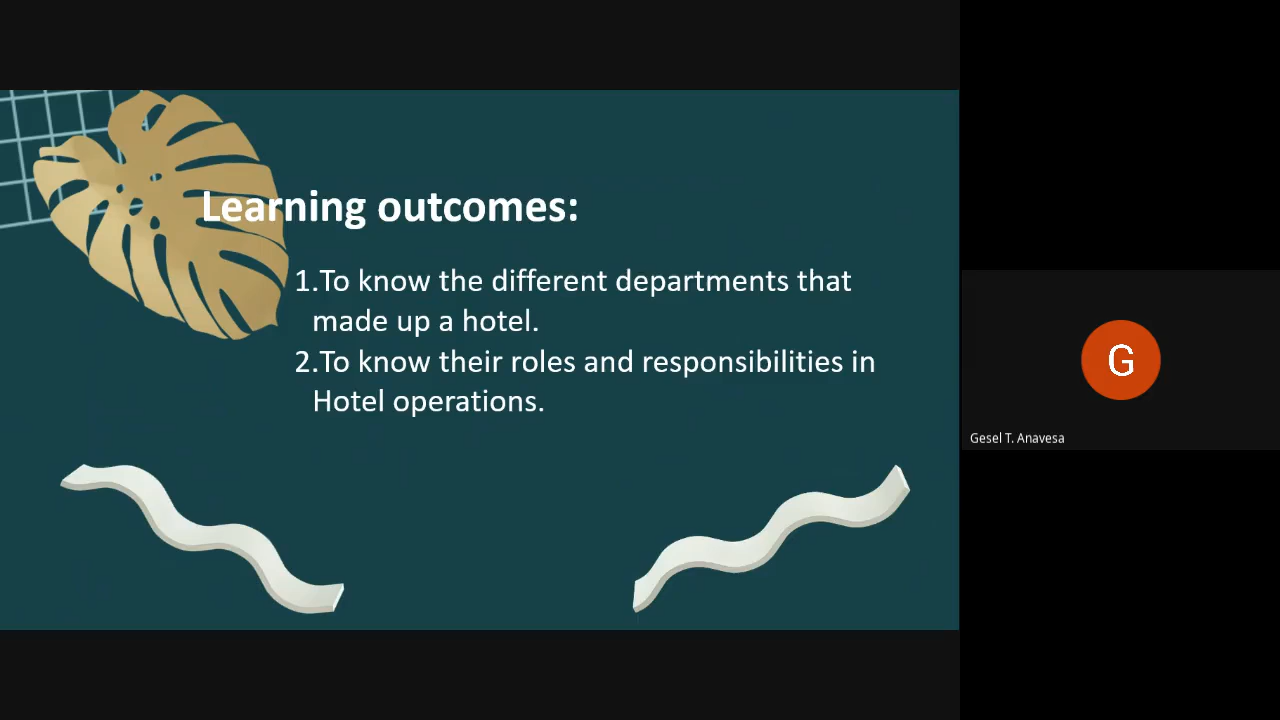 Learning outcomes:
1.To know the different departments that
made up a hotel.
2.To know their roles and responsibilities in
Hotel operations.
G
Gesel T. Anavesa